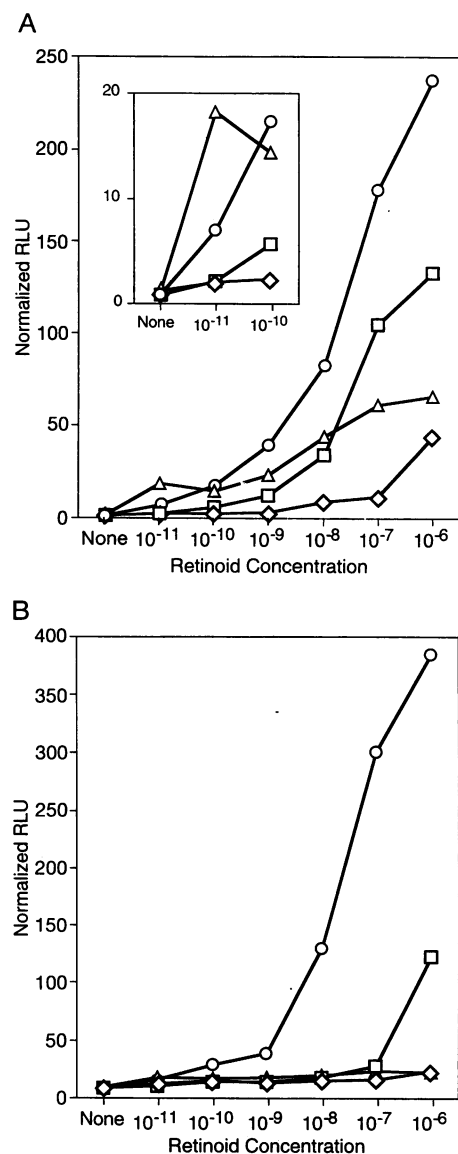 A
250
200
150
100
50
0
Normalized RLU
20
10
0
None 10-11 10-10
None 10-11 10-10 10-9 10-8 10-7 10-6
Retinoid Concentration
B
400
350
300
250
200
150
100
50
0
Normalized RLU
None 10-11 10-10 10-9 10-8 10-7 10-6
Retinoid Concentration